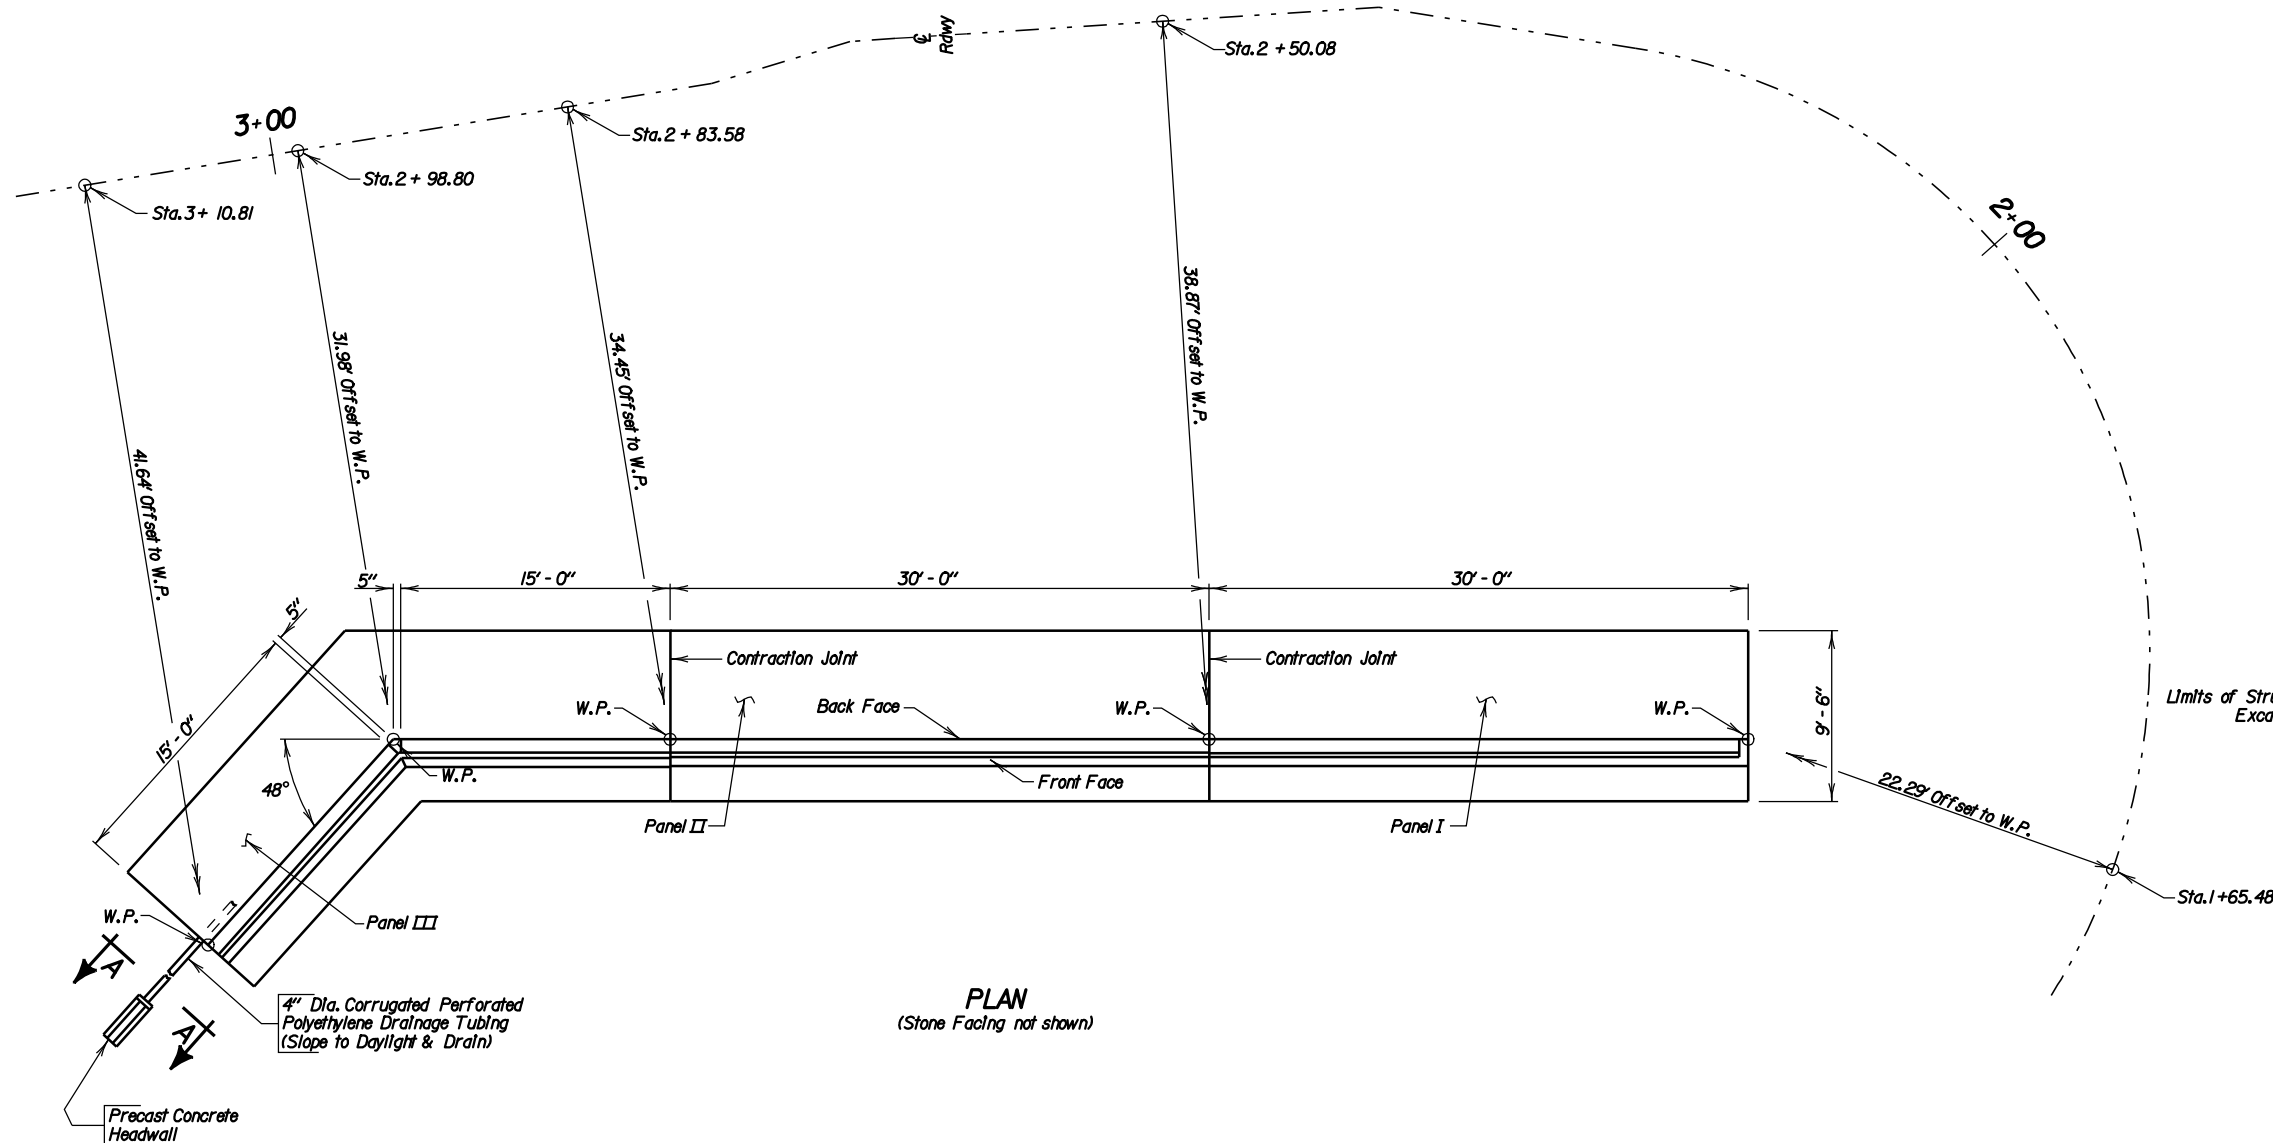 ℄
Rdwy
Sta. 2 + 50.08
3+00
Sta. 2 + 83.58
Sta. 2 + 98.80
Sta. 3 + 10.81
2+00
38.87' Offset to W.P.
31.98' Offset to W.P.
34.45' Offset to W.P.
41.64' Offset to W.P.
5"
15'-0"
30'-0"
30'-0"
5"
15'-0"
Contraction Joint
Contraction Joint
9'-6"
Limits of Stru
Exca
W.P.
Back Face
W.P.
W.P.
48°
W.P.
Front Face
22.29' Offset to W.P.
Panel II
Panel I
Sta. 1 + 65.48
W.P.
Panel III
A
A
4" Dia. Corrugated Perforated
Polyethylene Drainage Tubing
(Slope to Daylight & Drain)
PLAN
(Stone Facing not shown)
Precast Concrete
Headwall